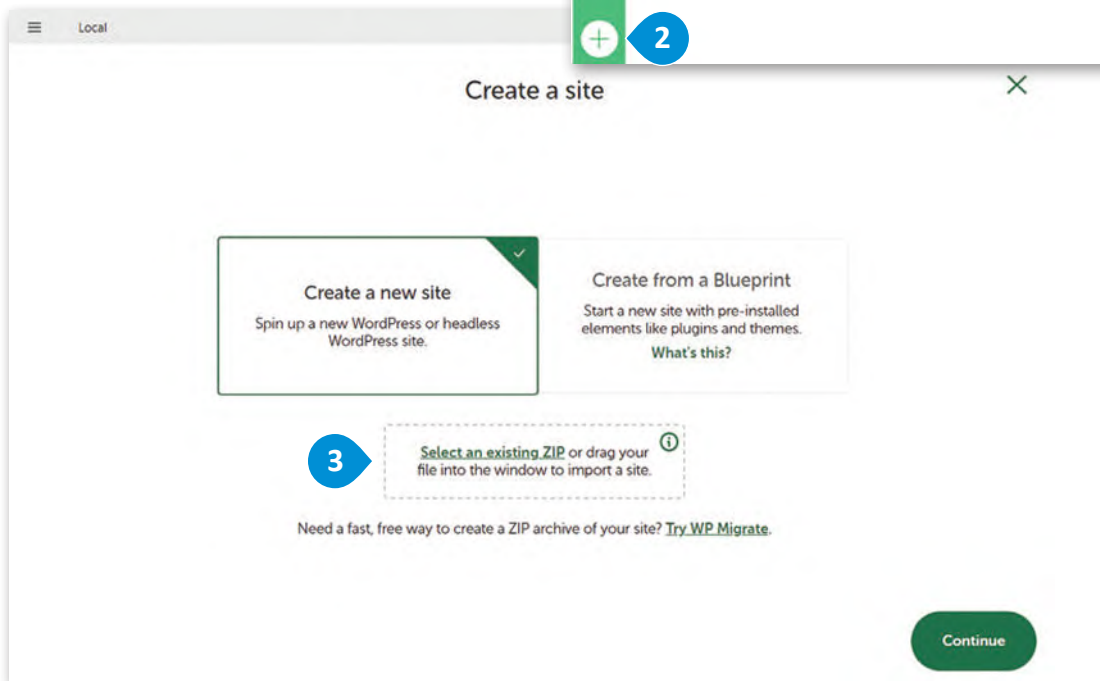 Local
2
Create a site
Create a new site
Spin up a new WordPress or headless
WordPress site.
Create from a Blueprint
Start a new site with pre-installed
elements like plugins and themes.
What's this?
3
Select an existing ZIP or drag your
file into the window to import a site.
Need a fast, free way to create a ZIP archive of your site? Try WP Migrate.
Continue